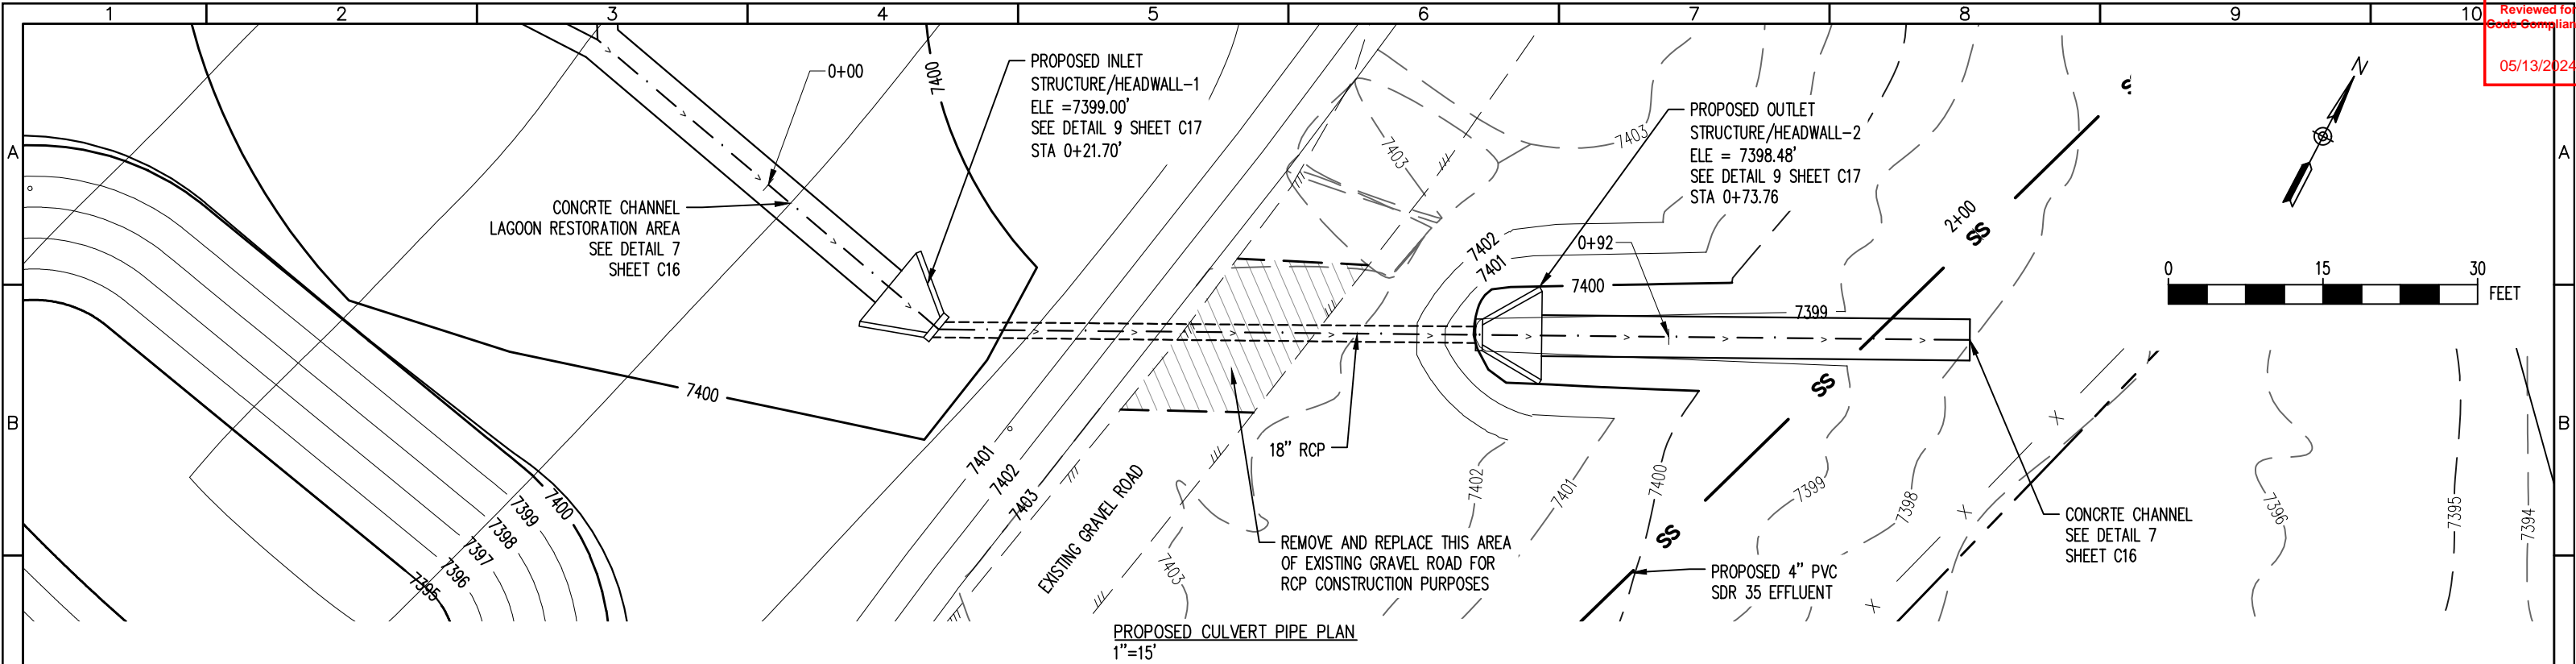 1 2 3 4 5 6 7 8 9 10
Reviewed for
Code Complian
05/13/2024
A
A
B
B
0+00
7400
PROPOSED INLET
STRUCTURE/HEADWALL-1
ELE =7399.00'
SEE DETAIL 9 SHEET C17
STA 0+21.70'
CONCRTE CHANNEL
LAGOON RESTORATION AREA
SEE DETAIL 7
SHEET C16
7403
7403
PROPOSED OUTLET
STRUCTURE/HEADWALL-2
ELE = 7398.48'
SEE DETAIL 9 SHEET C17
STA 0+73.76
N
2+00
SS
0+92
7402
7401
7400
7399
0 15 30
FEET
7400
SS
18" RCP
7401
7402
7403
EXISTING GRAVEL ROAD
7403
REMOVE AND REPLACE THIS AREA
OF EXISTING GRAVEL ROAD FOR
RCP CONSTRUCTION PURPOSES
7402
7401
7400
7399
7398
SS
PROPOSED 4" PVC
SDR 35 EFFLUENT
CONCRTE CHANNEL
SEE DETAIL 7
SHEET C16
7396
7395
7394
7400
7399
7398
7397
7396
7395
PROPOSED CULVERT PIPE PLAN
1"=15'